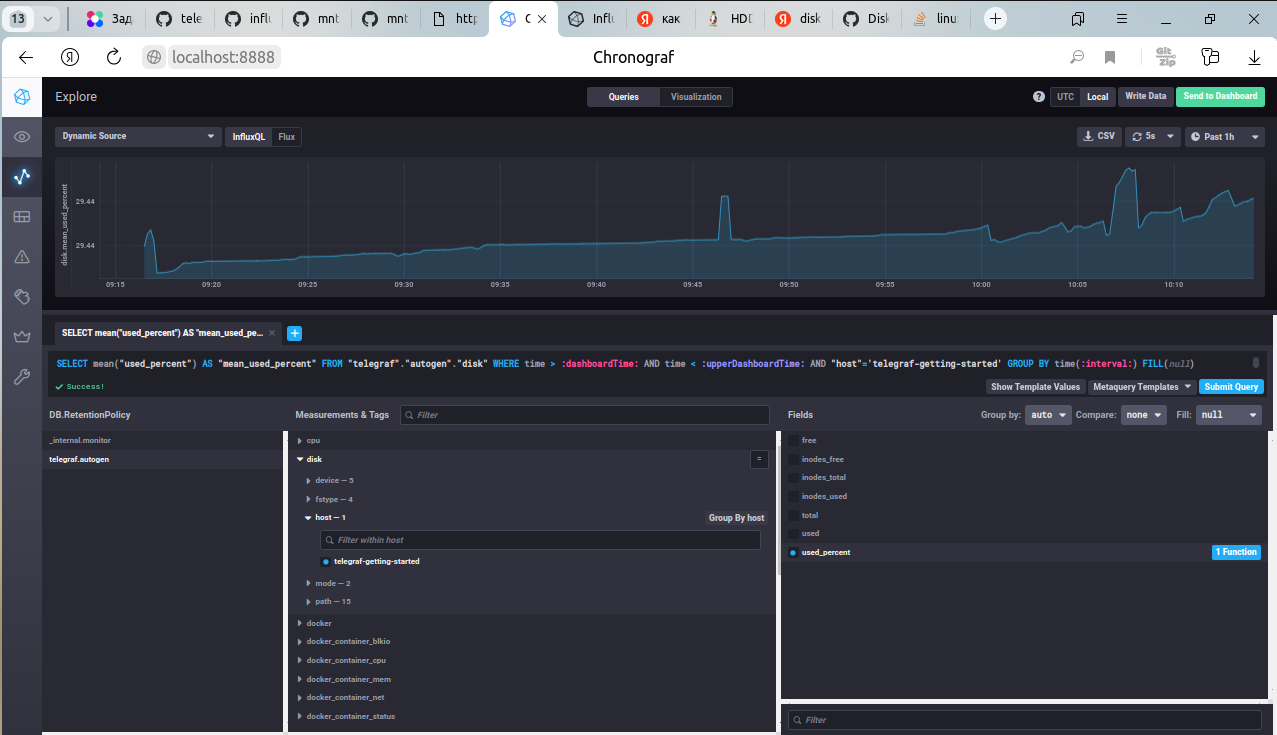 13 Зад tele influ mnt mnt http C Influ как HDD disk Disk linux
localhost:8888 Chronograf Git Zip
Explore Queries Visualization ? UTC Local Write Data Send to Dashboard
Dynamic Source InfluxQL Flux CSV 5s Past 1h
disk.mean_used_percent
29.44
29.44
09:15 09:20 09:25 09:30 09:35 09:40 09:45 09:50 09:55 10:00 10:05 10:10
SELECT mean("used_percent") AS "mean_used_pe... × +
SELECT mean("used_percent") AS "mean_used_percent" FROM "telegraf"."autogen"."disk" WHERE time > :dashboardTime: AND time < :upperDashboardTime: AND "host"='telegraf-getting-started' GROUP BY time(:interval:) FILL(null)
Success! Show Template Values Metaquery Templates Submit Query
DB.RetentionPolicy Measurements & Tags Filter Fields Group by: auto Compare: none Fill: null
_internal.monitor
telegraf.autogen
cpu
disk =
device — 5
fstype — 4
host — 1 Group By host
Filter within host
telegraf-getting-started
mode — 2
path — 15
docker
docker_container_blkio
docker_container_cpu
docker_container_mem
docker_container_net
docker_container_status
free
inodes_free
inodes_total
inodes_used
total
used
used_percent 1 Function
Filter